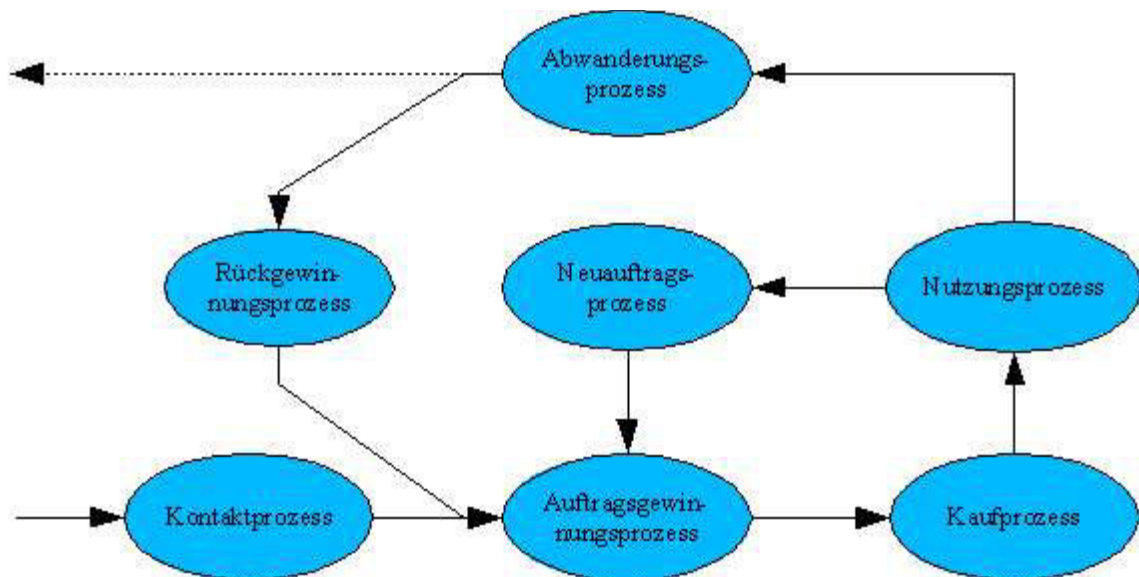 Abwanderungs-
prozess
Rückgewin-
nungsprozess
Neuauftrags-
prozess
Nutzungsprozess
Kontaktprozess
Auftragsgewin-
nungsprozess
Kaufprozess